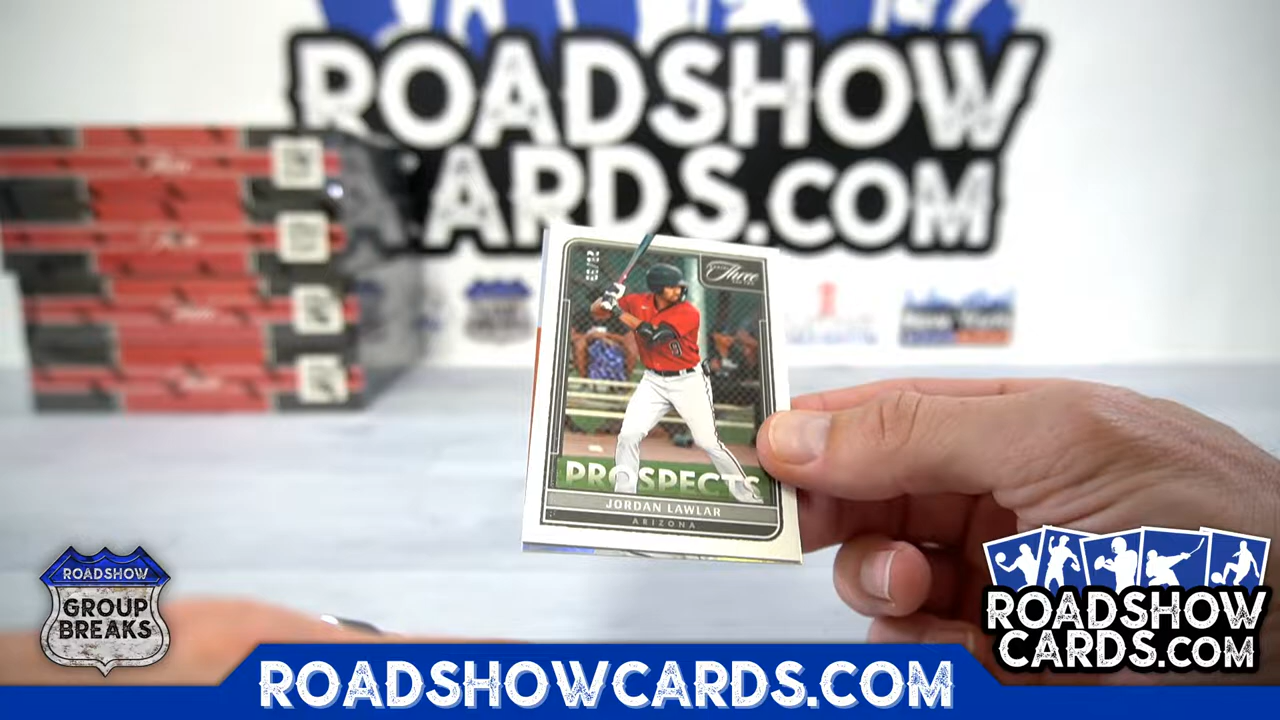 ROADSHOW
CARDS.COM
Three
PROSPECTS
JORDAN LAWLAR
ARIZONA
ROADSHOW
GROUP
BREAKS
ROADSHOW
CARDS.COM
ROADSHOWCARDS.COM